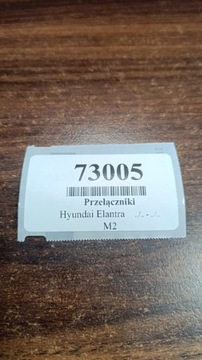 73005
Przełączniki
Hyundai Elantra ../.. - ../..
M2